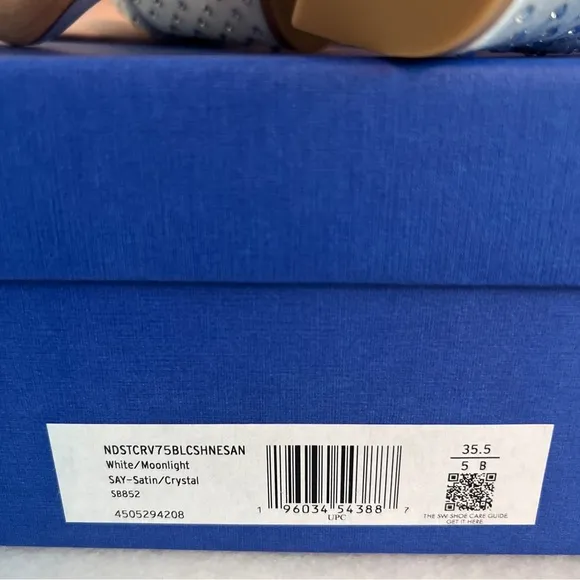 NDSTCRV75BLCSHNESAN
White/Moonlight
SAY-Satin/Crystal
S8852
4505294208
1 96034 54388 7
UPC
35.5
5 B
THE SW SHOE CARE GUIDE.
GET IT HERE.